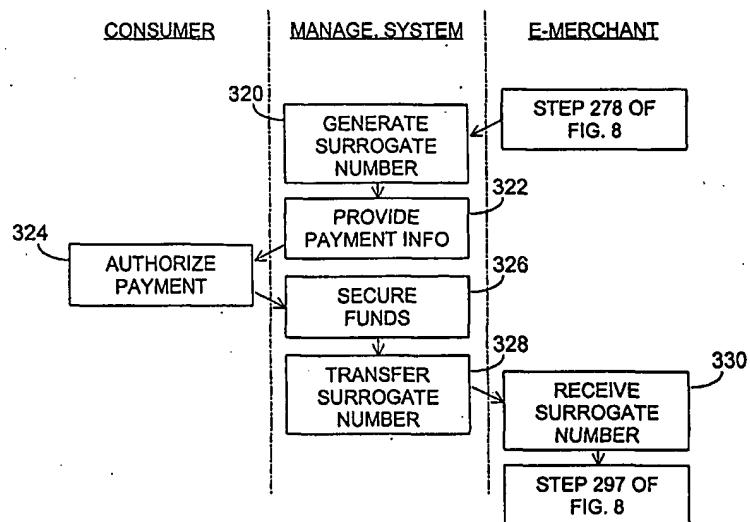 CONSUMER
MANAGE. SYSTEM
E-MERCHANT
320
GENERATE
SURROGATE
NUMBER
STEP 278 OF
FIG. 8
322
PROVIDE
PAYMENT INFO
324
AUTHORIZE
PAYMENT
326
SECURE
FUNDS
328
TRANSFER
SURROGATE
NUMBER
330
RECEIVE
SURROGATE
NUMBER
STEP 297 OF
FIG. 8